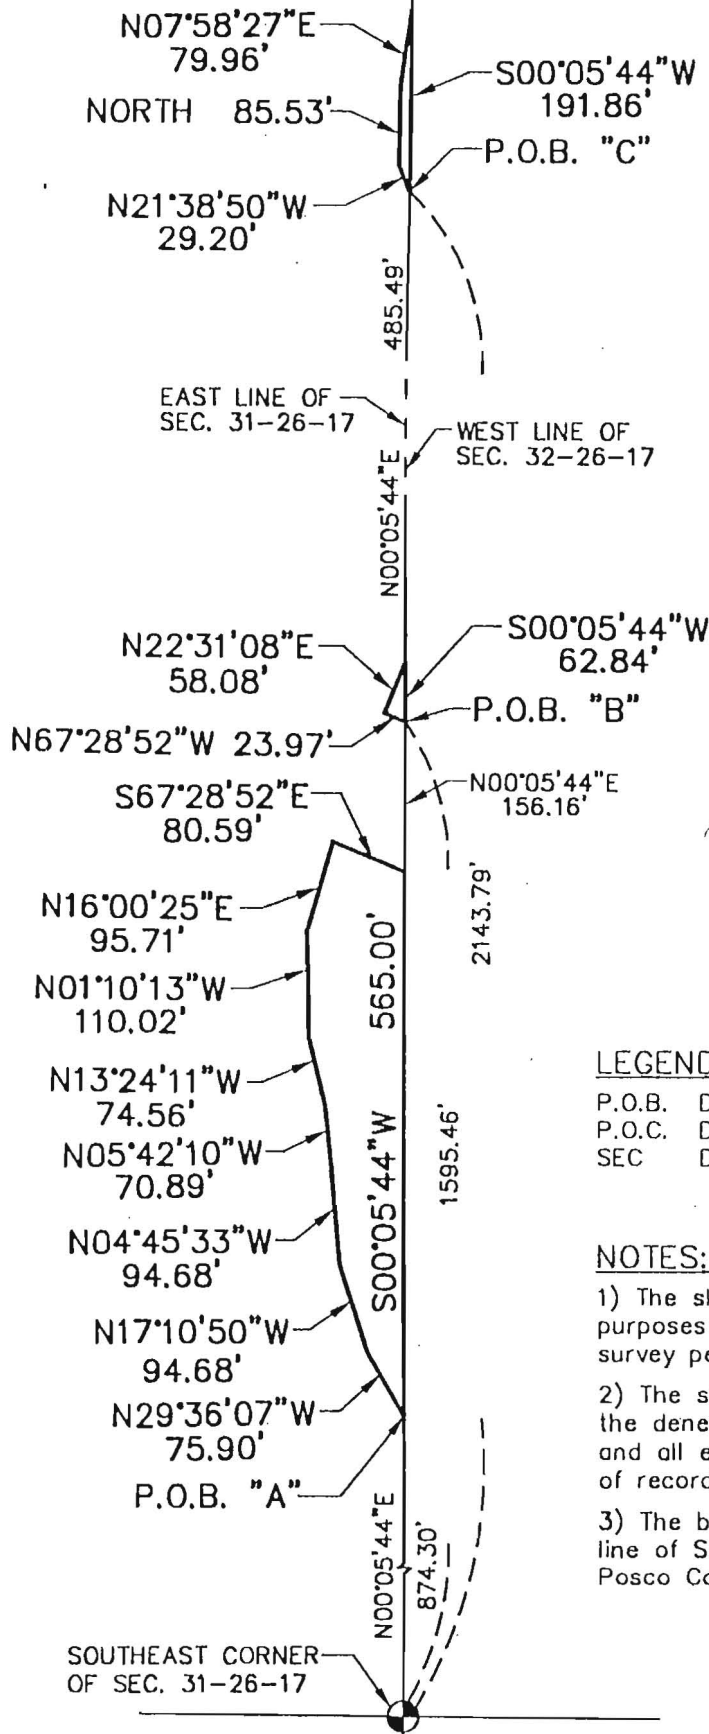 N07°58'27"E
79.96'
S00°05'44"W
191.86'
NORTH 85.53'
P.O.B. "C"
N21°38'50"W
29.20'
485.49'
EAST LINE OF
SEC. 31-26-17
WEST LINE OF
SEC. 32-26-17
N00°05'44"E
N22°31'08"E
58.08'
S00°05'44"W
62.84'
P.O.B. "B"
N67°28'52"W 23.97'
N00°05'44"E
156.16'
S67°28'52"E
80.59'
2143.79'
N16°00'25"E
95.71'
S00°05'44"W 565.00'
N01°10'13"W
110.02'
N13°24'11"W
74.56'
1595.46'
N05°42'10"W
70.89'
N04°45'33"W
94.68'
N17°10'50"W
94.68'
N29°36'07"W
75.90'
P.O.B. "A"
N00°05'44"E
874.30'
SOUTHEAST CORNER
OF SEC. 31-26-17
LEGEND
P.O.B. D
P.O.C. D
SEC D
NOTES:
1) The sk
purposes
survey pe
2) The s
the dene
and all e
of record
3) The b
line of S
Posco Co